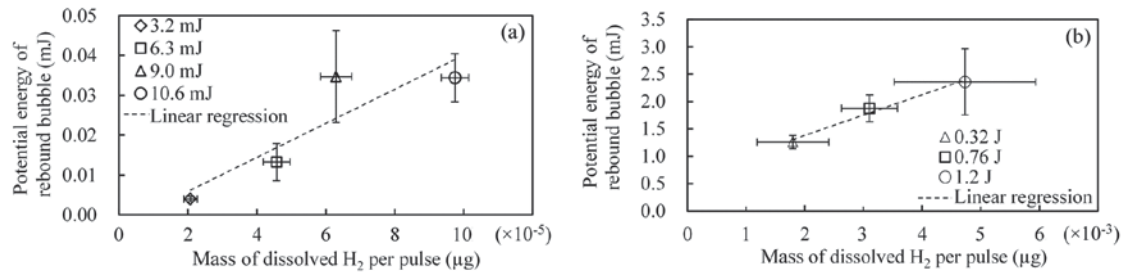 Potential energy of
rebound bubble (mJ)
0.05
0.04
0.03
0.02
0.01
0.00
(a)
3.2 mJ
6.3 mJ
9.0 mJ
10.6 mJ
Linear regression
0 2 4 6 8 10 (×10⁻⁵)
Mass of dissolved H₂ per pulse (μg)
Potential energy of
rebound bubble (mJ)
3.5
3.0
2.5
2.0
1.5
1.0
0.5
0.0
(b)
0.32 J
0.76 J
1.2 J
Linear regression
0 1 2 3 4 5 6 (×10⁻³)
Mass of dissolved H₂ per pulse (μg)